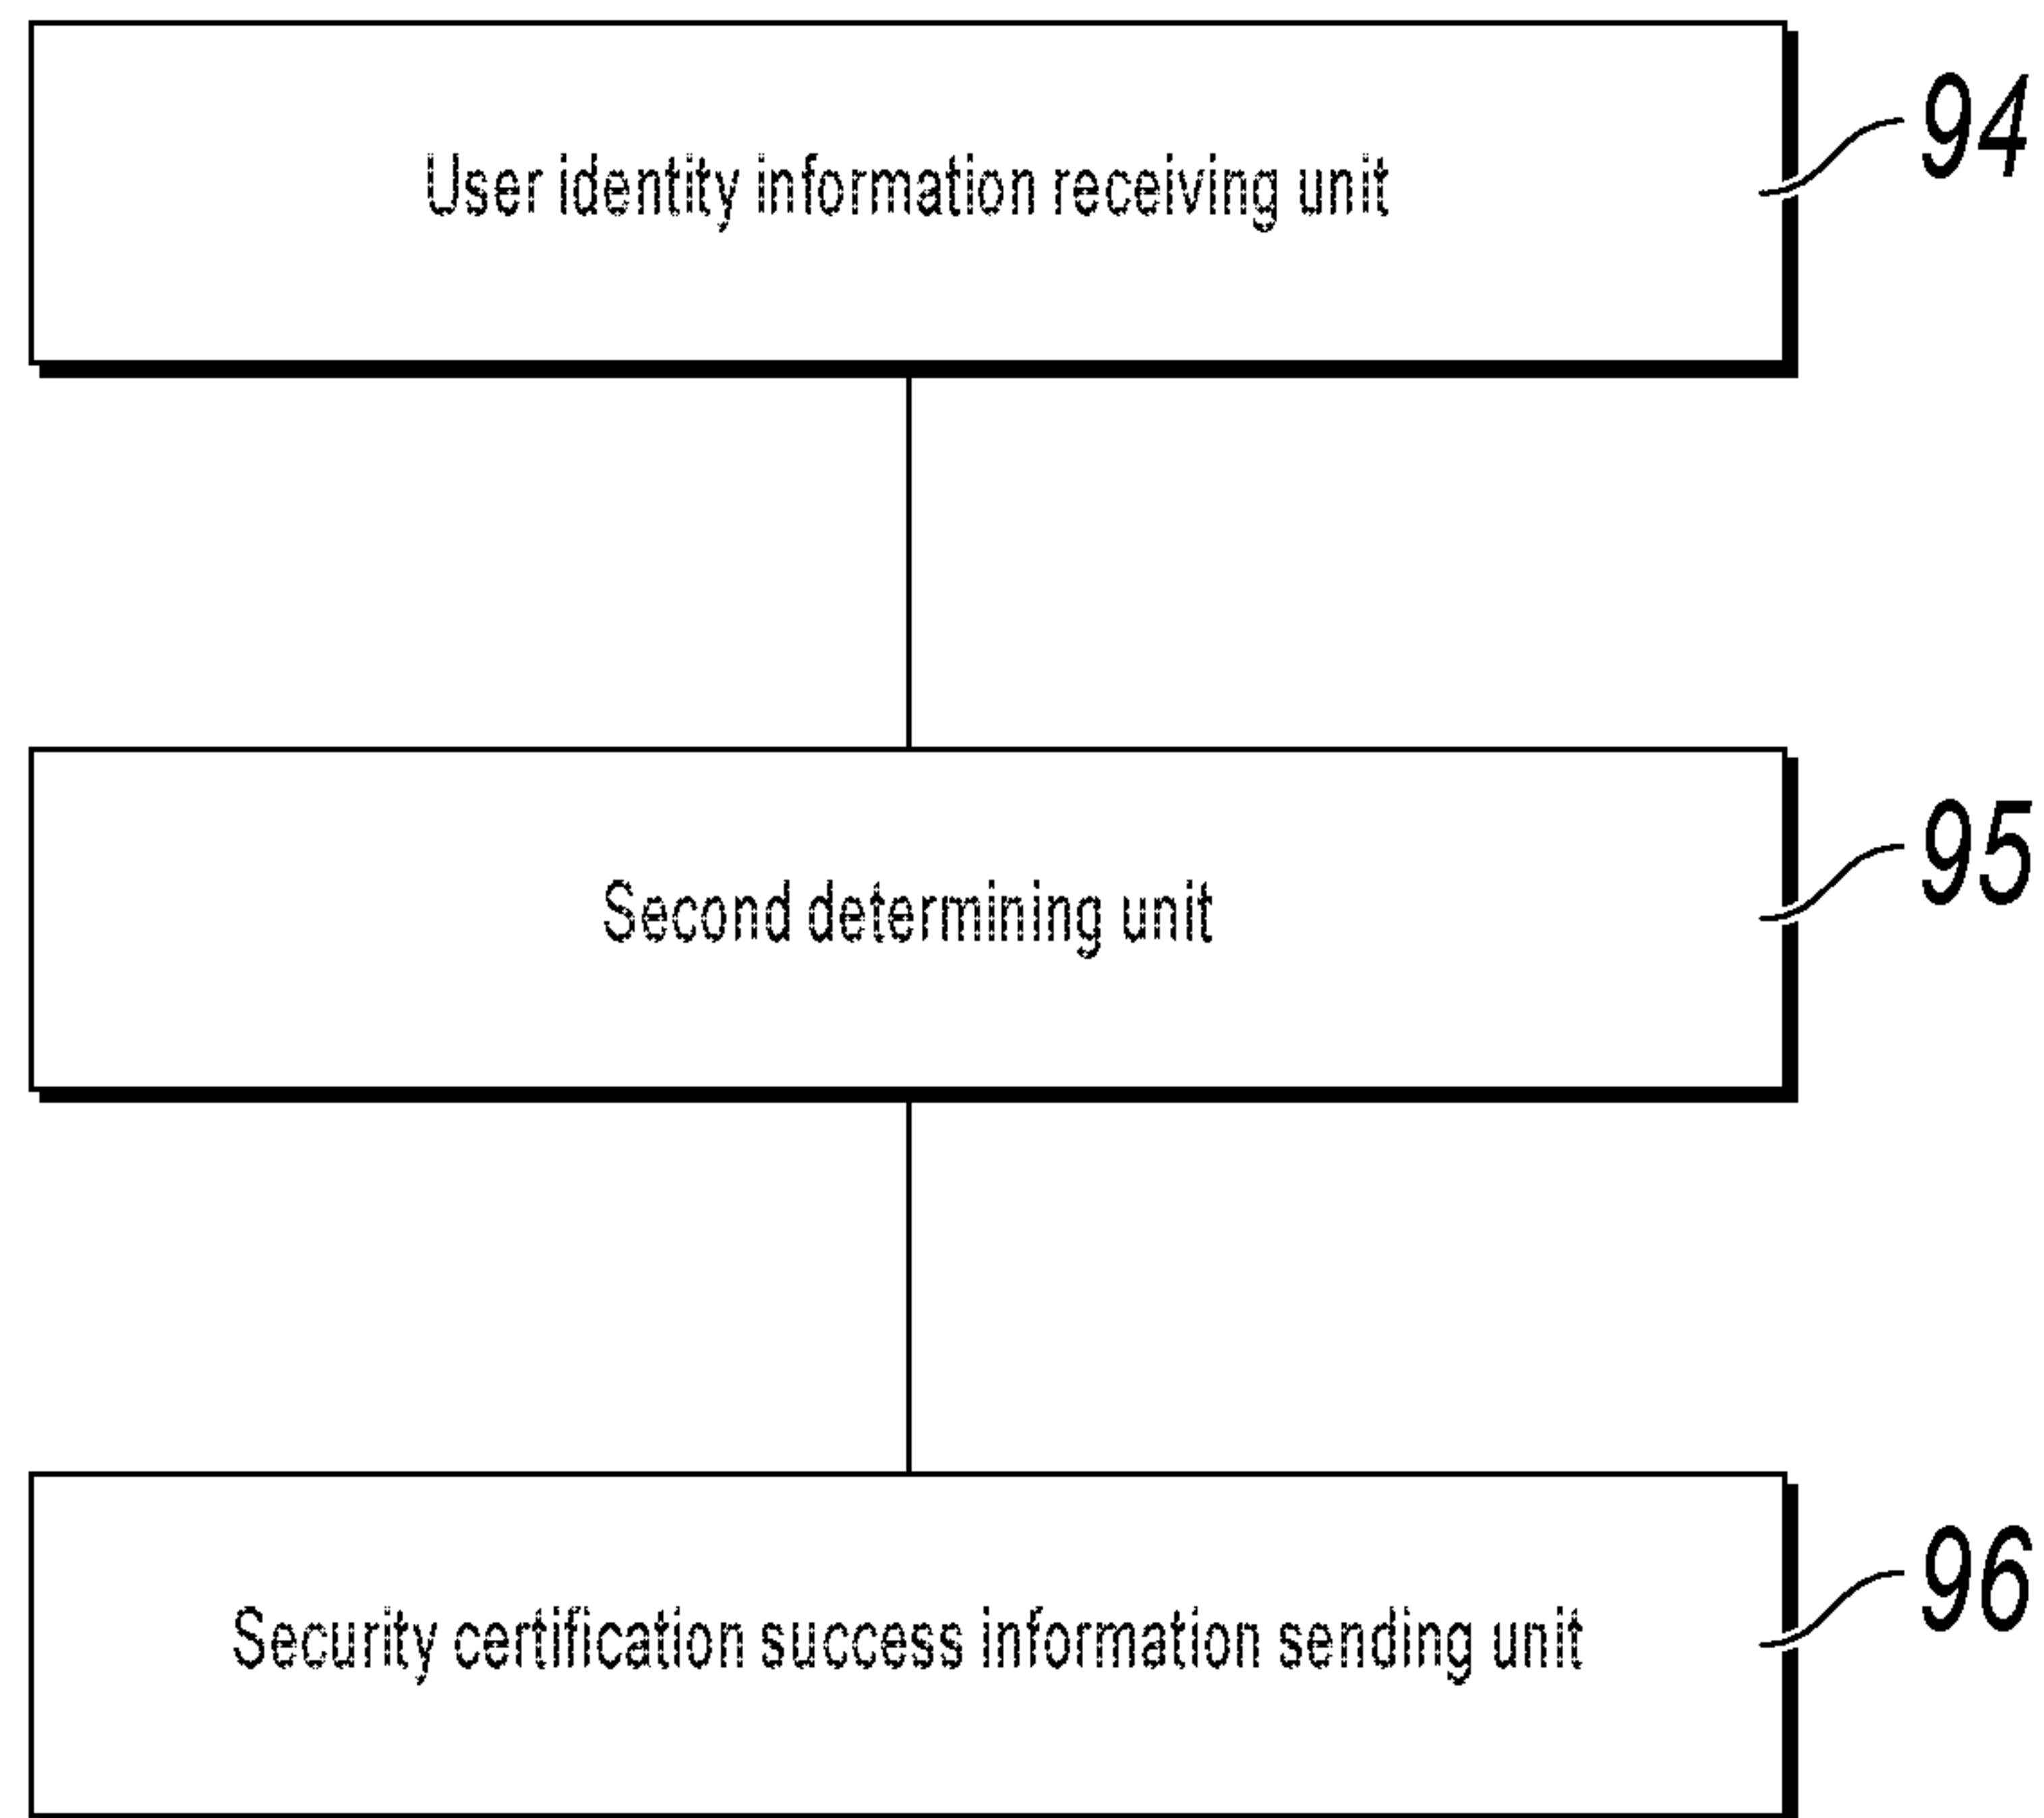 User identity information receiving unit
94
Second determining unit
95
Security certification success information sending unit
96